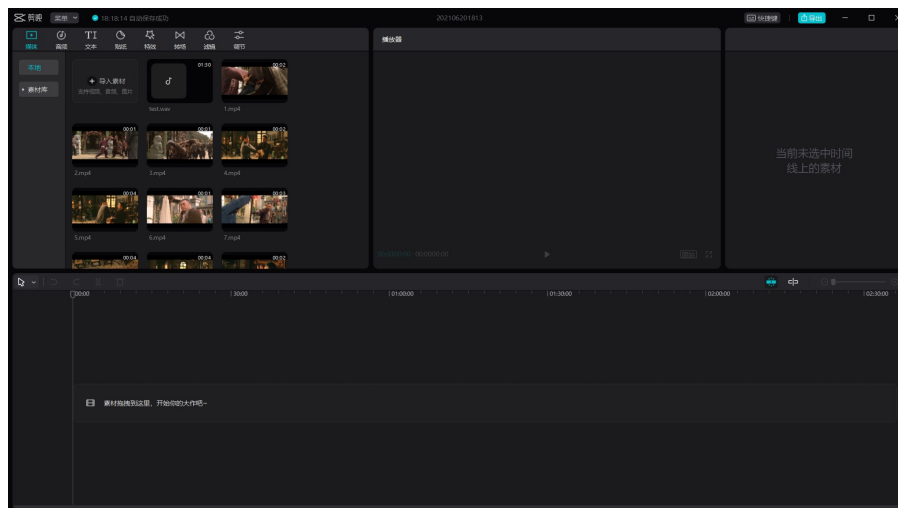 剪映 菜单 18:18:14 自动保存成功 202106201813 快捷键 导出
媒体 音频 TI 文本 贴纸 特效 转场 滤镜 调节
播放器
本地
素材库
导入素材
支持视频、音频、图片
01:30
00:02
test.wav
1.mp4
00:01
00:01
00:02
2.mp4
3.mp4
4.mp4
00:04
00:01
00:03
5.mp4
6.mp4
7.mp4
00:04
00:04
00:02
当前未选中时间
线上的素材
00:00 30:00 01:00:00 01:30:00 02:00:00 02:30:00
素材拖拽到这里，开始你的大作吧~